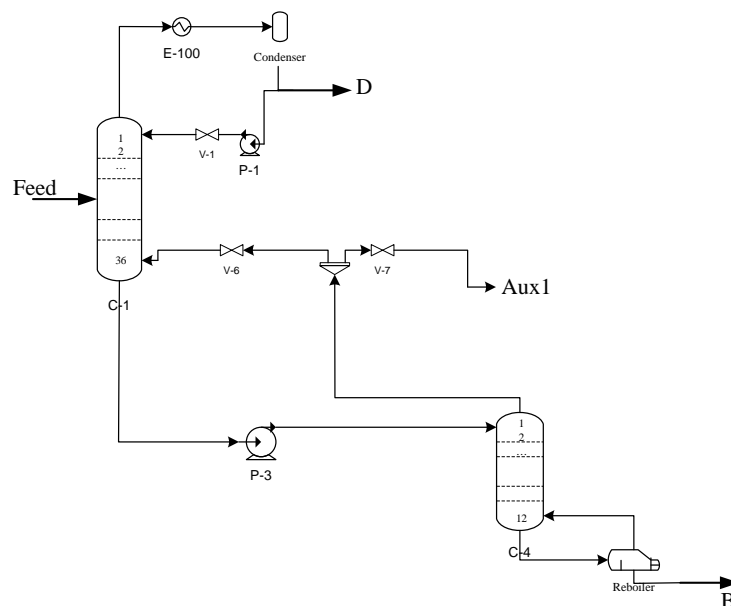 E-100
Condenser
D
1
2
...
V-1
P-1
Feed
36
V-6
V-7
Aux1
C-1
1
2
...
P-3
12
C-4
Reboiler
B